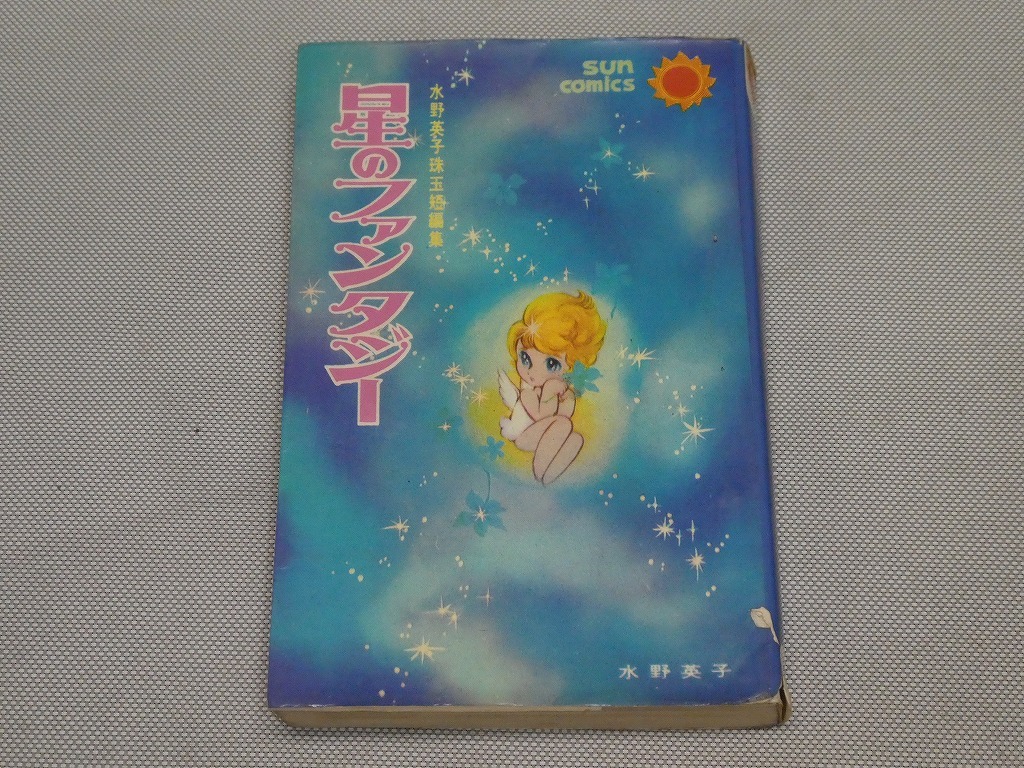 sun
comics
水野英子珠玉短編集
星のファンタジー
水野英子